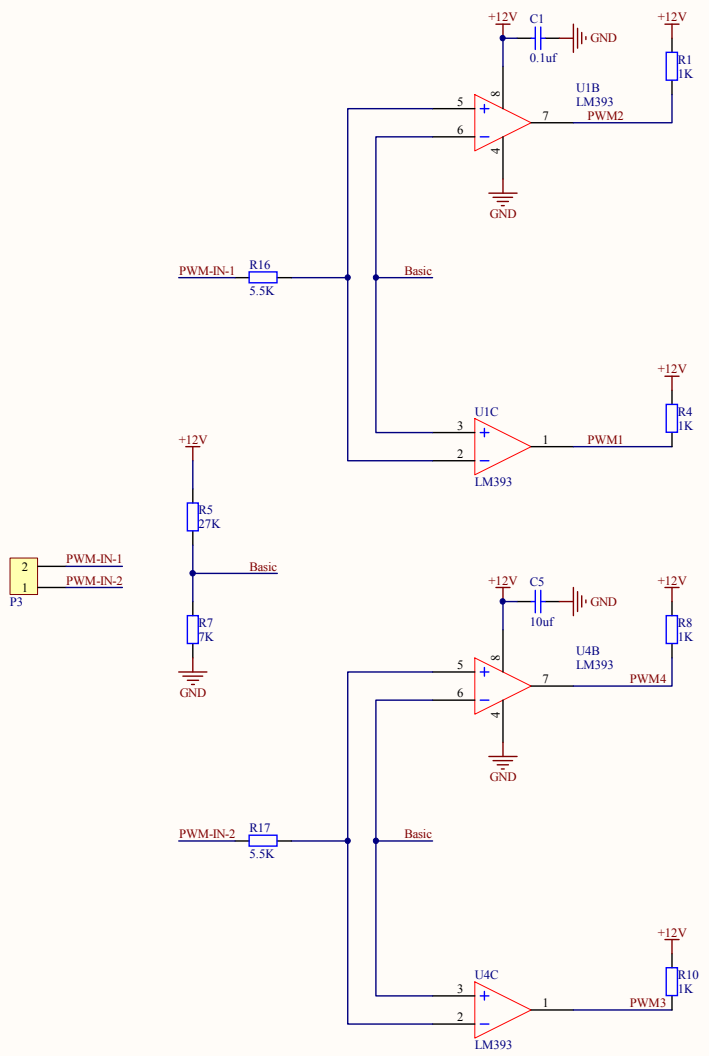 +12V
C1
GND
0.1uf
+12V
R1
1K
U1B
LM393
8
5
+
6
−
7
PWM2
4
GND
PWM-IN-1
R16
5.5K
Basic
+12V
R4
1K
U1C
3
+
2
−
1
PWM1
LM393
+12V
R5
27K
Basic
R7
7K
GND
2
PWM-IN-1
1
PWM-IN-2
P3
+12V
C5
GND
10uf
+12V
R8
1K
U4B
LM393
8
5
+
6
−
7
PWM4
4
GND
PWM-IN-2
R17
5.5K
Basic
+12V
R10
1K
U4C
3
+
2
−
1
PWM3
LM393